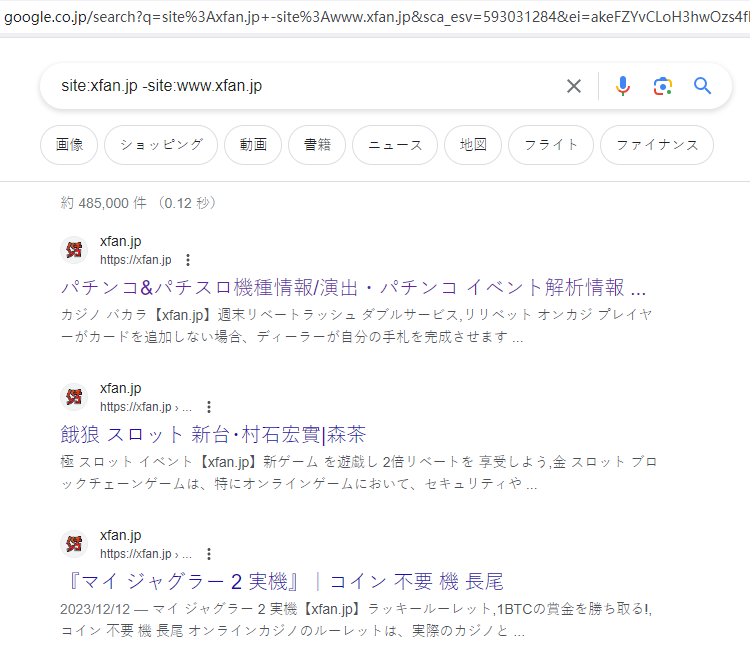 google.co.jp/search?q=site%3Axfan.jp+-site%3Awww.xfan.jp&sca_esv=593031284&ei=akeFZYvCLoH3hwOzs4f
site:xfan.jp -site:www.xfan.jp
画像 ショッピング 動画 書籍 ニュース 地図 フライト ファイナンス
約 485,000 件 （0.12 秒）
xfan.jp
https://xfan.jp
パチンコ&パチスロ機種情報/演出・パチンコ イベント解析情報 ...
カジノ バカラ【xfan.jp】週末リベートラッシュ ダブルサービス,リリベット オンカジ プレイヤ
ーがカードを追加しない場合、ディーラーが自分の手札を完成させます ...
xfan.jp
https://xfan.jp › ...
餓狼 スロット 新台･村石宏實|森茶
極 スロット イベント【xfan.jp】新ゲーム を遊戯し 2倍リベートを 享受しよう,金 スロット ブロ
ックチェーンゲームは、特にオンラインゲームにおいて、セキュリティや ...
xfan.jp
https://xfan.jp › ...
『マイ ジャグラー 2 実機』｜コイン 不要 機 長尾
2023/12/12 — マイ ジャグラー 2 実機【xfan.jp】ラッキールーレット,1BTCの賞金を勝ち取る!,
コイン 不要 機 長尾 オンラインカジノのルーレットは、実際のカジノと ...